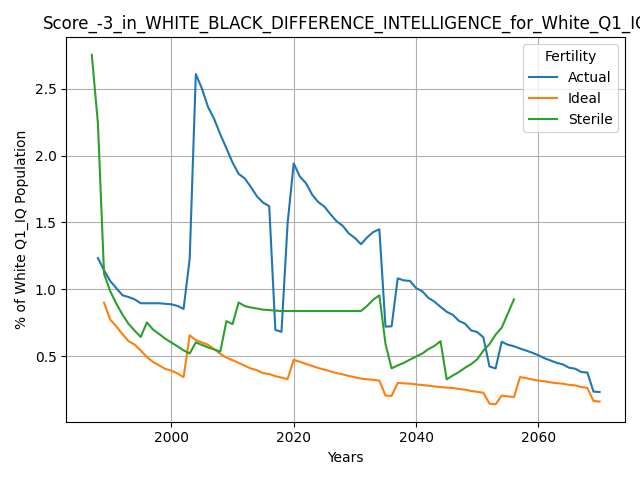 Score_-3_in_WHITE_BLACK_DIFFERENCE_INTELLIGENCE_for_White_Q1_IQ
Fertility
Actual
Ideal
Sterile
% of White Q1_IQ Population
2.5
2.0
1.5
1.0
0.5
2000
2020
2040
2060
Years